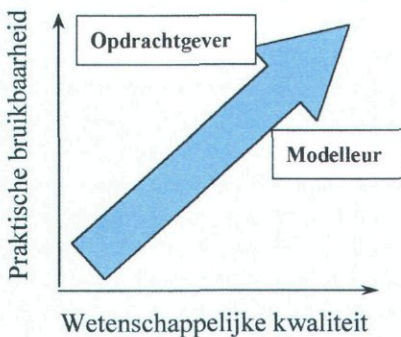 Praktische bruikbaarheid
Opdrachtgever
Modelleur
Wetenschappelijke kwaliteit